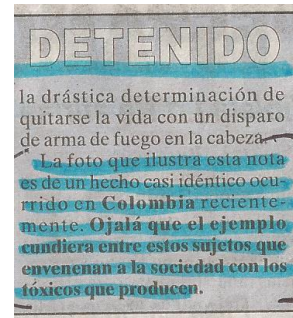 DETENIDO
la drástica determinación de
quitarse la vida con un disparo
de arma de fuego en la cabeza.
La foto que ilustra esta nota
es de un hecho casi idéntico ocu-
rrido en Colombia reciente-
mente. Ojalá que el ejemplo
cundiera entre estos sujetos que
envenenan a la sociedad con los
tóxicos que producen.